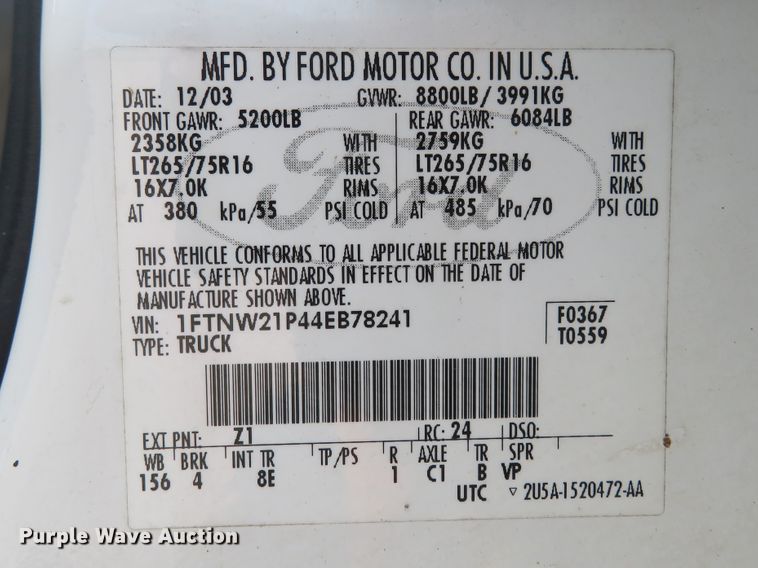 MFD. BY FORD MOTOR CO. IN U.S.A.
DATE: 12/03 GVWR: 8800LB/ 3991KG
FRONT GAWR: 5200LB REAR GAWR: 6084LB
2358KG WITH 2759KG WITH
LT265/75R16 TIRES LT265/75R16 TIRES
16X7.0K RIMS 16X7.0K RIMS
AT 380 kPa/55 PSI COLD AT 485 kPa/70 PSI COLD
Ford
THIS VEHICLE CONFORMS TO ALL APPLICABLE FEDERAL MOTOR
VEHICLE SAFETY STANDARDS IN EFFECT ON THE DATE OF
MANUFACTURE SHOWN ABOVE.
VIN: 1FTNW21P44EB78241 F0367
TYPE: TRUCK T0559
EXT PNT: Z1 RC: 24 DSO:
WB BRK INT TR TP/PS R AXLE TR SPR
156 4 8E 1 C1 B VP
UTC ▽ 2U5A-1520472-AA
Purple Wave Auction